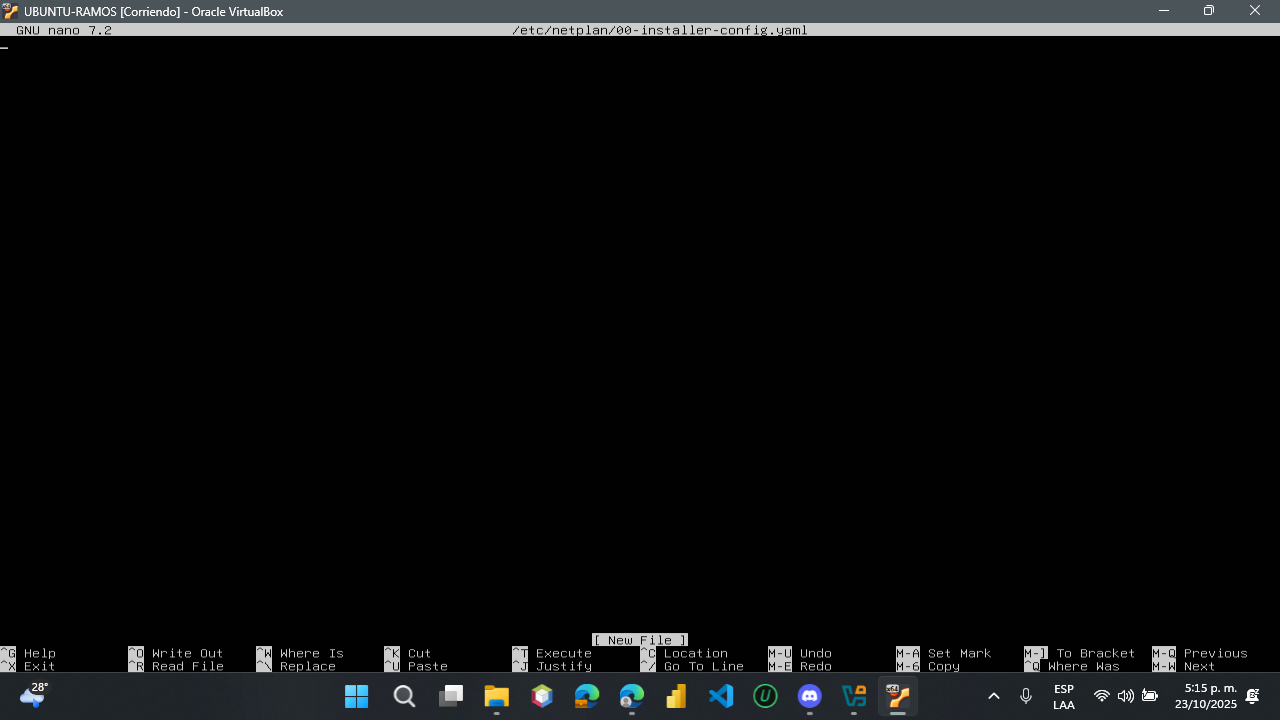 UBUNTU-RAMOS [Corriendo] - Oracle VirtualBox
GNU nano 7.2 /etc/netplan/00-installer-config.yaml
[ New File ]
^G Help ^O Write Out ^W Where Is ^K Cut ^T Execute ^C Location M-U Undo M-A Set Mark M-] To Bracket M-Q Previous
^X Exit ^R Read File ^\ Replace ^U Paste ^J Justify ^/ Go To Line M-E Redo M-6 Copy ^Q Where Was M-W Next
28°
ESP
LAA
5:15 p. m.
23/10/2025